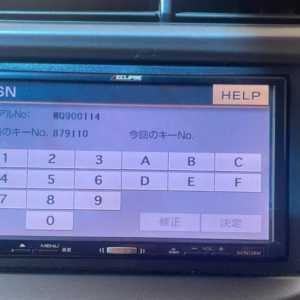 ECLIPSE
SN
HELP
アルNo: WQ900114
のキーNo. 879110 今回のキーNo.
1 2 3 A B C
4 5 6 D E F
7 8 9
0 修正 決定
MENU VOL AVN138M